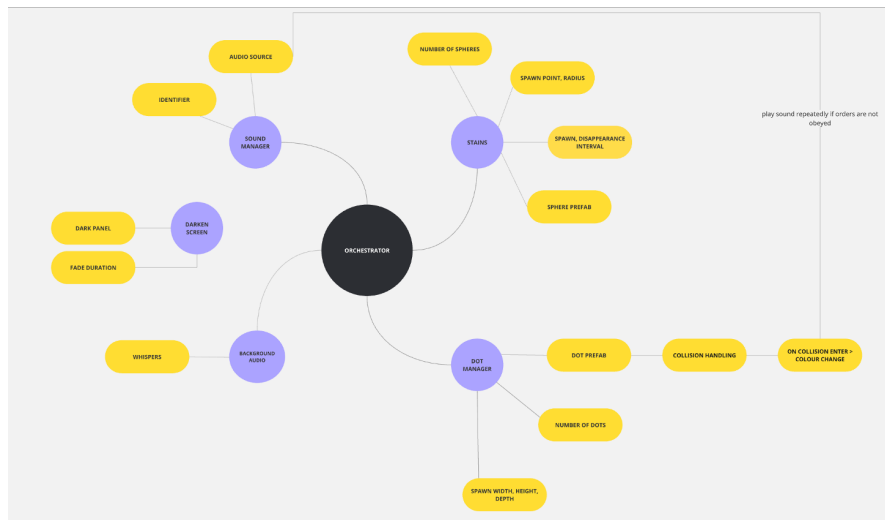 NUMBER OF SPHERES
AUDIO SOURCE
SPAWN POINT, RADIUS
IDENTIFIER
play sound repeatedly if orders are not
obeyed
SOUND
MANAGER
STAINS
SPAWN, DISAPPEARANCE
INTERVAL
SPHERE PREFAB
DARK PANEL
DARKEN
SCREEN
ORCHESTRATOR
FADE DURATION
WHISPERS
BACKGROUND
AUDIO
DOT
MANAGER
DOT PREFAB
COLLISION HANDLING
ON COLLISION ENTER >
COLOUR CHANGE
NUMBER OF DOTS
SPAWN WIDTH, HEIGHT,
DEPTH